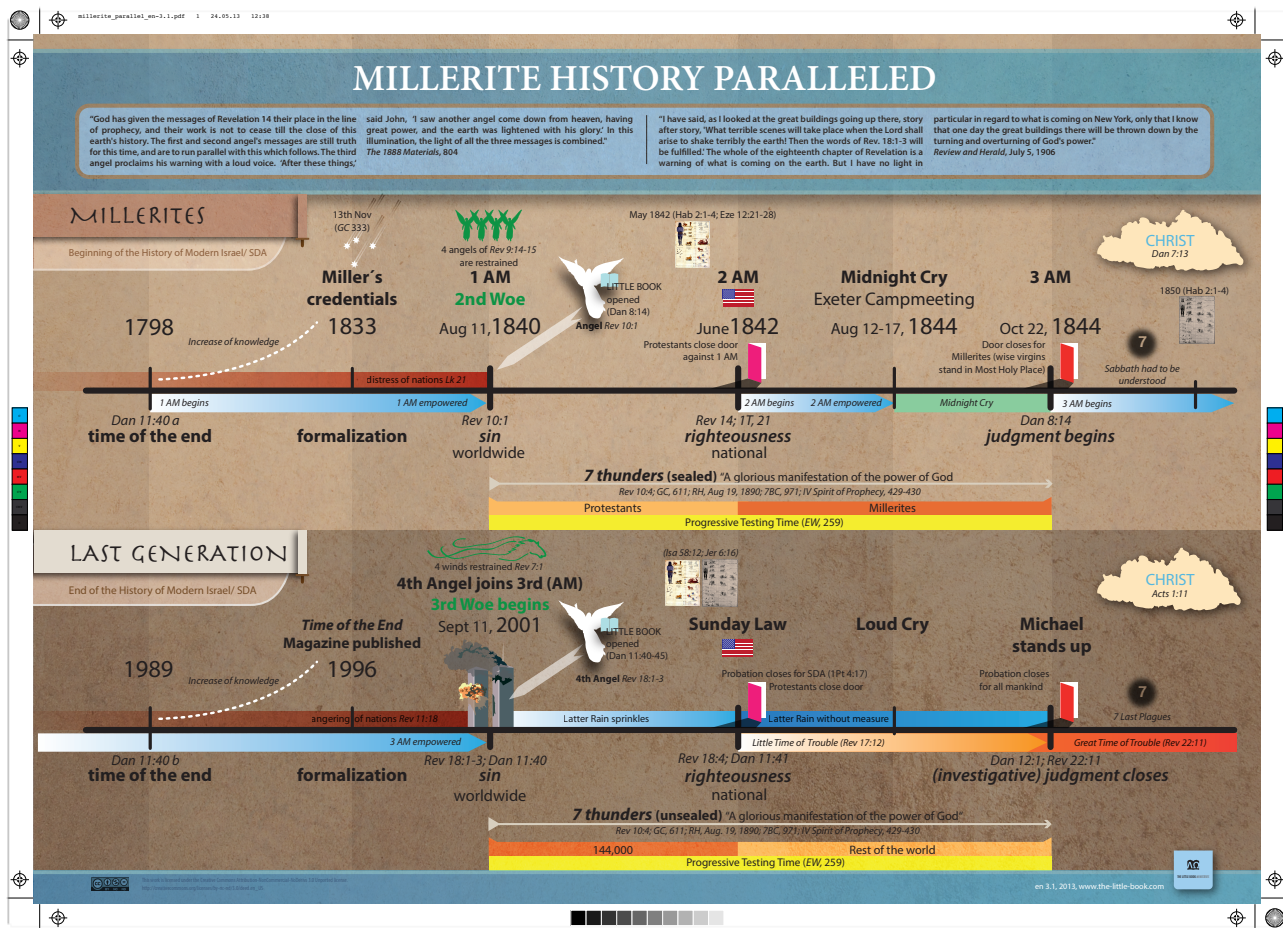 millerite_parallel_en-3.1.pdf 1 24.05.13 12:38
MILLERITE HISTORY PARALLELED
"God has given the messages of Revelation 14 their place in the line
of prophecy, and their work is not to cease till the close of this
earth's history. The first and second angel's messages are still truth
for this time, and are to run parallel with this which follows. The third
angel proclaims his warning with a loud voice. 'After these things,'
said John, 'I saw another angel come down from heaven, having
great power, and the earth was lightened with his glory.' In this
illumination, the light of all the three messages is combined."
The 1888 Materials, 804
"I have said, as I looked at the great buildings going up there, story
after story, 'What terrible scenes will take place when the Lord shall
arise to shake terribly the earth! Then the words of Rev. 18:1-3 will
be fulfilled.' The whole of the eighteenth chapter of Revelation is a
warning of what is coming on the earth. But I have no light in
particular in regard to what is coming on New York, only that I know
that one day the great buildings there will be thrown down by the
turning and overturning of God's power."
Review and Herald, July 5, 1906
MILLERITES
Beginning of the History of Modern Israel/ SDA
13th Nov
(GC 333)
Miller´s
credentials
1833
4 angels of Rev 9:14-15
are restrained
1 AM
2nd Woe
Aug 11, 1840
LITTLE BOOK
opened
(Dan 8:14)
Angel Rev 10:1
May 1842 (Hab 2:1-4; Eze 12:21-28)
2 AM
June 1842
Protestants close door
against 1 AM
Midnight Cry
Exeter Campmeeting
Aug 12-17, 1844
3 AM
Oct 22, 1844
Door closes for
Millerites (wise virgins
stand in Most Holy Place)
CHRIST
Dan 7:13
1850 (Hab 2:1-4)
7
Sabbath had to be
understood
1798
Increase of knowledge
distress of nations Lk 21
1 AM begins
1 AM empowered
2 AM begins
2 AM empowered
Midnight Cry
3 AM begins
Dan 11:40 a
time of the end
formalization
Rev 10:1
sin
worldwide
Rev 14; 1T, 21
righteousness
national
Dan 8:14
judgment begins
7 thunders (sealed) "A glorious manifestation of the power of God
Rev 10:4; GC, 611; RH, Aug 19, 1890; 7BC, 971; IV Spirit of Prophecy, 429-430
Protestants
Millerites
Progressive Testing Time (EW, 259)
LAST GENERATION
End of the History of Modern Israel/ SDA
4 winds restrained Rev 7:1
4th Angel joins 3rd (AM)
3rd Woe begins
Sept 11, 2001
Time of the End
Magazine published
1996
1989
Increase of knowledge
LITTLE BOOK
opened
(Dan 11:40-45)
4th Angel Rev 18:1-3
(Isa 58:12; Jer 6:16)
Sunday Law
Probation closes for SDA (1Pt 4:17)
Protestants close door
Loud Cry
Michael
stands up
Probation closes
for all mankind
CHRIST
Acts 1:11
7
7 Last Plagues
angering of nations Rev 11:18
Latter Rain sprinkles
Latter Rain without measure
3 AM empowered
Little Time of Trouble (Rev 17:12)
Great Time of Trouble (Rev 22:11)
Dan 11:40 b
time of the end
formalization
Rev 18:1-3; Dan 11:40
sin
worldwide
Rev 18:4; Dan 11:41
righteousness
national
Dan 12:1; Rev 22:11
(investigative) judgment closes
7 thunders (unsealed) "A glorious manifestation of the power of God".
Rev 10:4; GC, 611; RH, Aug. 19, 1890; 7BC, 971; IV Spirit of Prophecy; 429-430
144,000
Rest of the world
Progressive Testing Time (EW, 259)
en 3.1, 2013, www.the-little-book.com